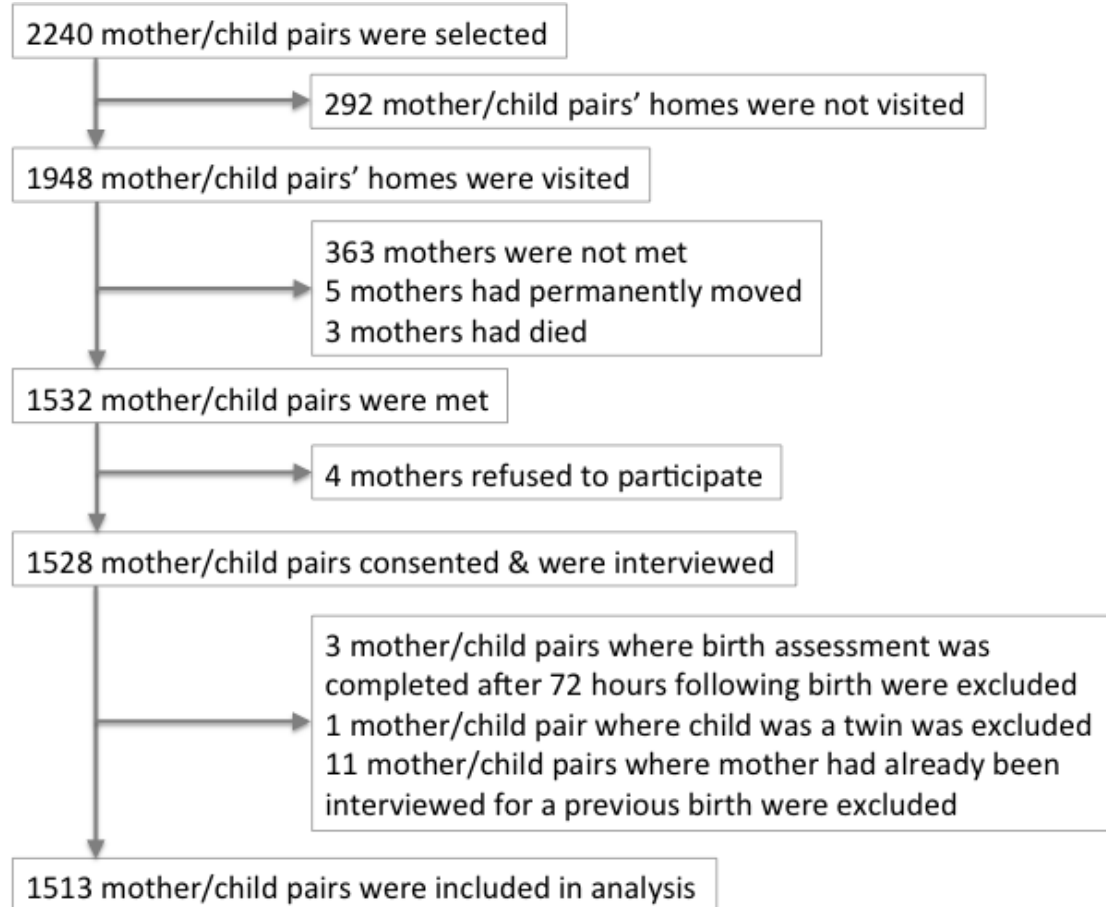 2240 mother/child pairs were selected
292 mother/child pairs’ homes were not visited
1948 mother/child pairs’ homes were visited
363 mothers were not met
5 mothers had permanently moved
3 mothers had died
1532 mother/child pairs were met
4 mothers refused to participate
1528 mother/child pairs consented & were interviewed
3 mother/child pairs where birth assessment was
completed after 72 hours following birth were excluded
1 mother/child pair where child was a twin was excluded
11 mother/child pairs where mother had already been
interviewed for a previous birth were excluded
1513 mother/child pairs were included in analysis